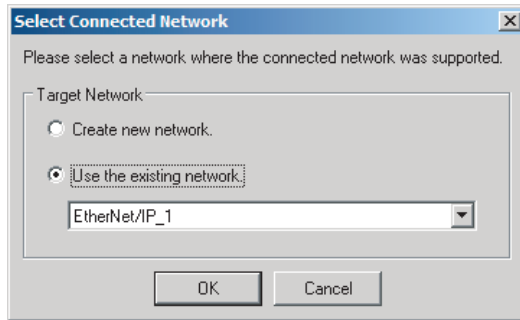 Select Connected Network
Please select a network where the connected network was supported.
Target Network
Create new network.
Use the existing network.
EtherNet/IP_1
OK Cancel